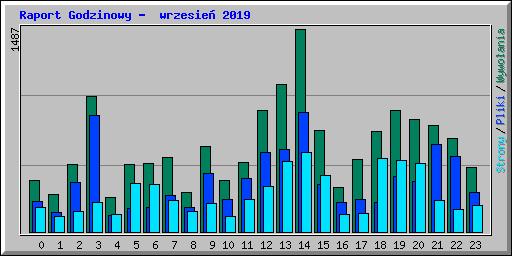 Raport Godzinowy - wrzesień 2019
1487
Strony / Pliki / Wywołania
0 1 2 3 4 5 6 7 8 9 10 11 12 13 14 15 16 17 18 19 20 21 22 23